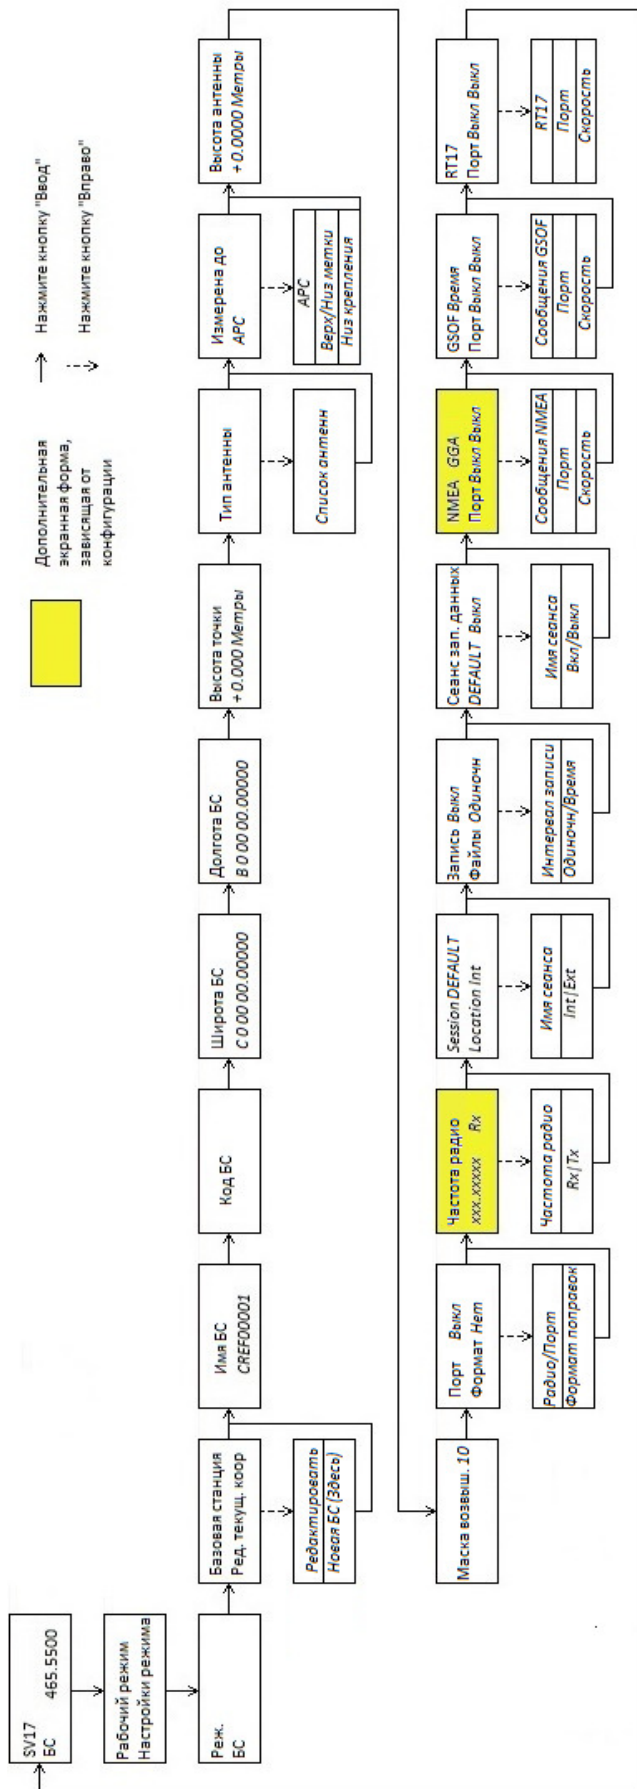 Дополнительная
экранная форма,
зависящая от
конфигурации
Нажмите кнопку "Ввод"
Нажмите кнопку "Вправо"
SV17
БС 465.5500
Рабочий режим
Настройки режима
Реж.
БС
Базовая станция
Ред. текущ. коор
Редактировать
Новая БС (Здесь)
Имя БС
CREF00001
Код БС
Широта БС
С 0 00 00.00000
Долгота БС
В 0 00 00.00000
Высота точки
+0.000 Метры
Тип антенны
Список антенн
Измерена до
APC
APC
Верх/Низ метки
Низ крепления
Высота антенны
+0.0000 Метры
Маска возвыш. 10
Порт Выкл
Формат Нет
Радио/Порт
Формат поправок
Частота радио
xxx.xxxxx Rx
Частота радио
Rx|Tx
Session DEFAULT
Location Int
Имя сеанса
Int|Ext
Запись Выкл
Файлы Одиночн
Интервал записи
Одиночн/Время
Сеанс зап. данных
DEFAULT Выкл
Имя сеанса
Вкл/Выкл
NMEA GGA
Порт Выкл Выкл
Сообщения NMEA
Порт
Скорость
GSOF Время
Порт Выкл Выкл
Сообщения GSOF
Порт
Скорость
RT17
Порт Выкл Выкл
RT17
Порт
Скорость